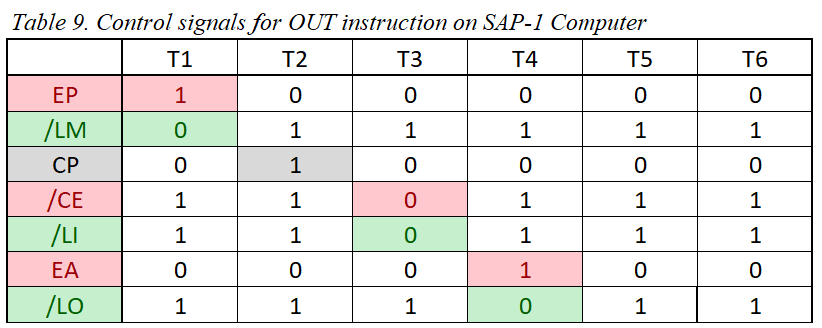 Table 9. Control signals for OUT instruction on SAP-1 Computer
T1 T2 T3 T4 T5 T6
EP 1 0 0 0 0 0
/LM 0 1 1 1 1 1
CP 0 1 0 0 0 0
/CE 1 1 0 1 1 1
/LI 1 1 0 1 1 1
EA 0 0 0 1 0 0
/LO 1 1 1 0 1 1